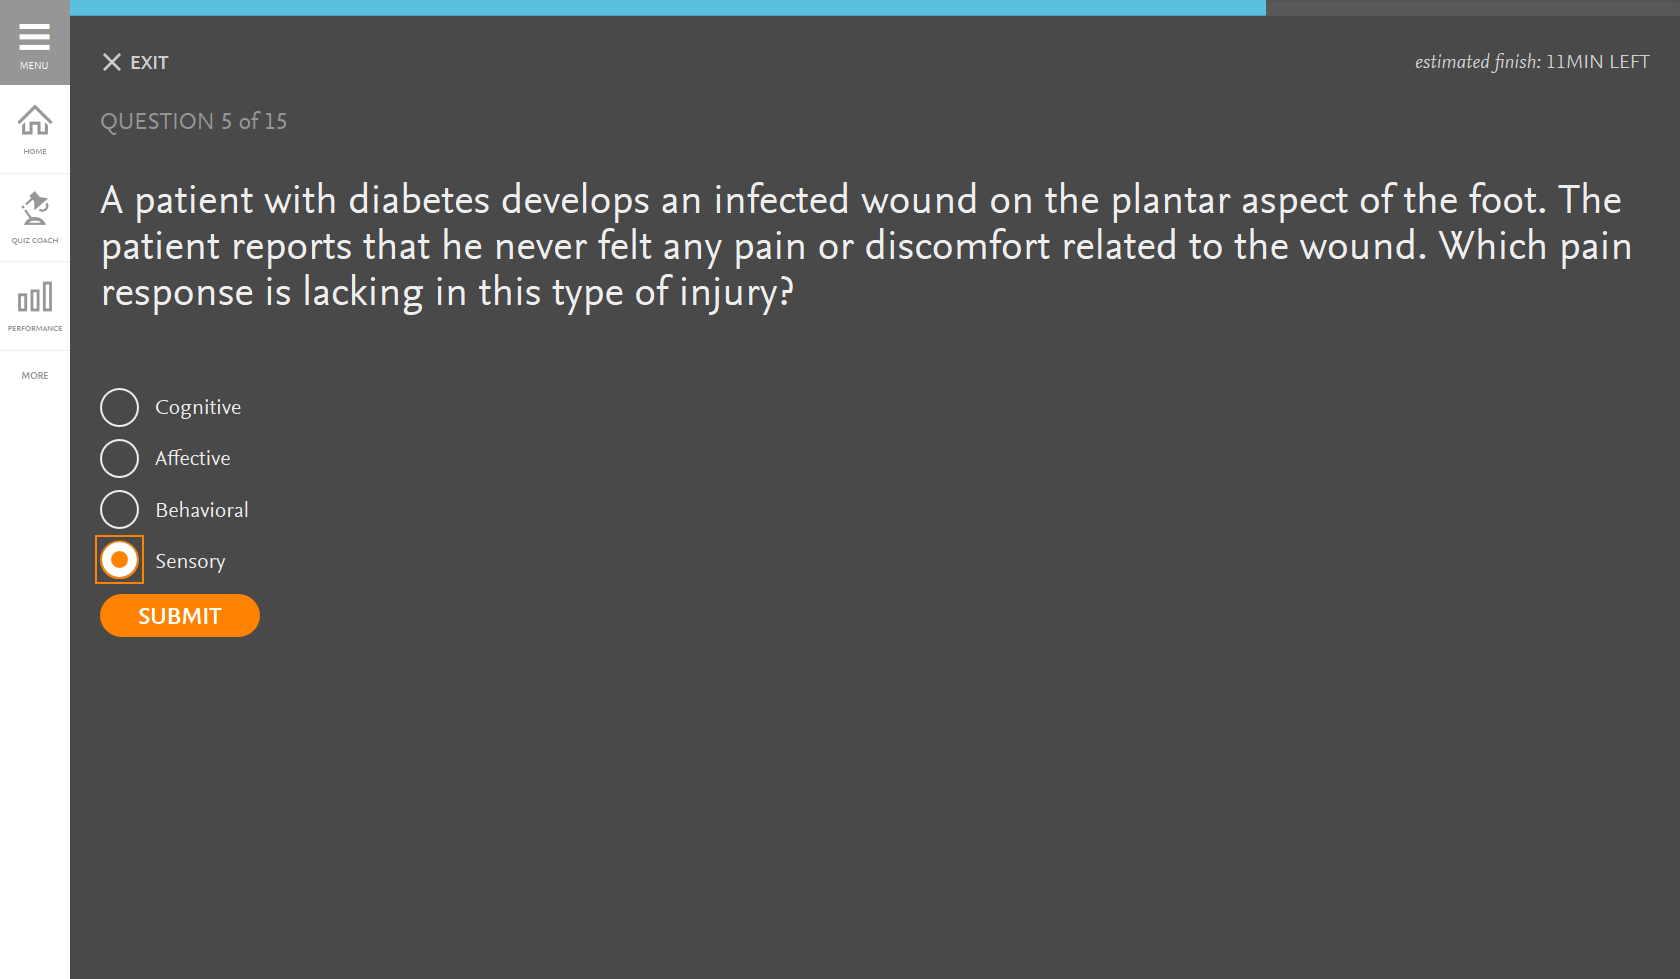 MENU
HOME
QUIZ COACH
PERFORMANCE
MORE
EXIT
estimated finish: 11MIN LEFT
QUESTION 5 of 15
A patient with diabetes develops an infected wound on the plantar aspect of the foot. The
patient reports that he never felt any pain or discomfort related to the wound. Which pain
response is lacking in this type of injury?
Cognitive
Affective
Behavioral
Sensory
SUBMIT